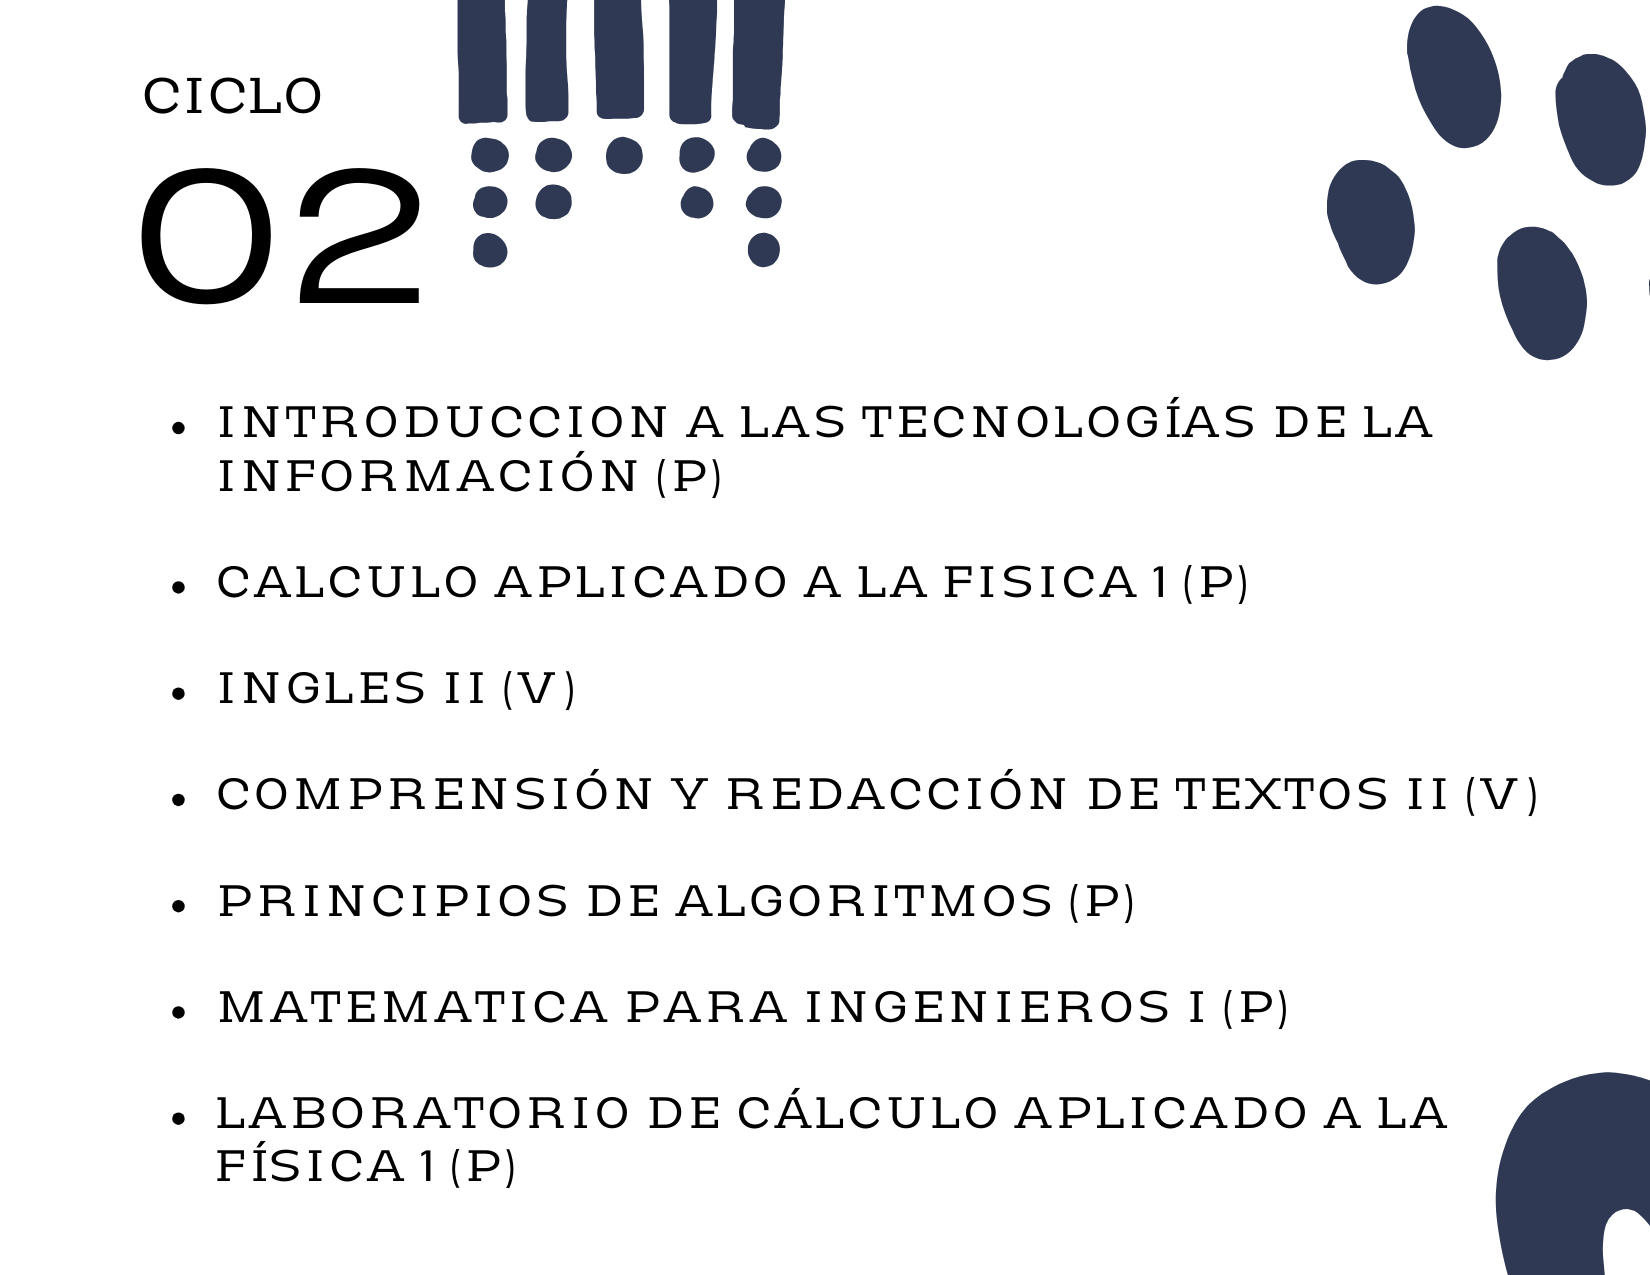 CICLO
02
• INTRODUCCION A LAS TECNOLOGÍAS DE LA
INFORMACIÓN (P)
• CALCULO APLICADO A LA FISICA 1 (P)
• INGLES II (V)
• COMPRENSIÓN Y REDACCIÓN DE TEXTOS II (V)
• PRINCIPIOS DE ALGORITMOS (P)
• MATEMATICA PARA INGENIEROS I (P)
• LABORATORIO DE CÁLCULO APLICADO A LA
FÍSICA 1 (P)